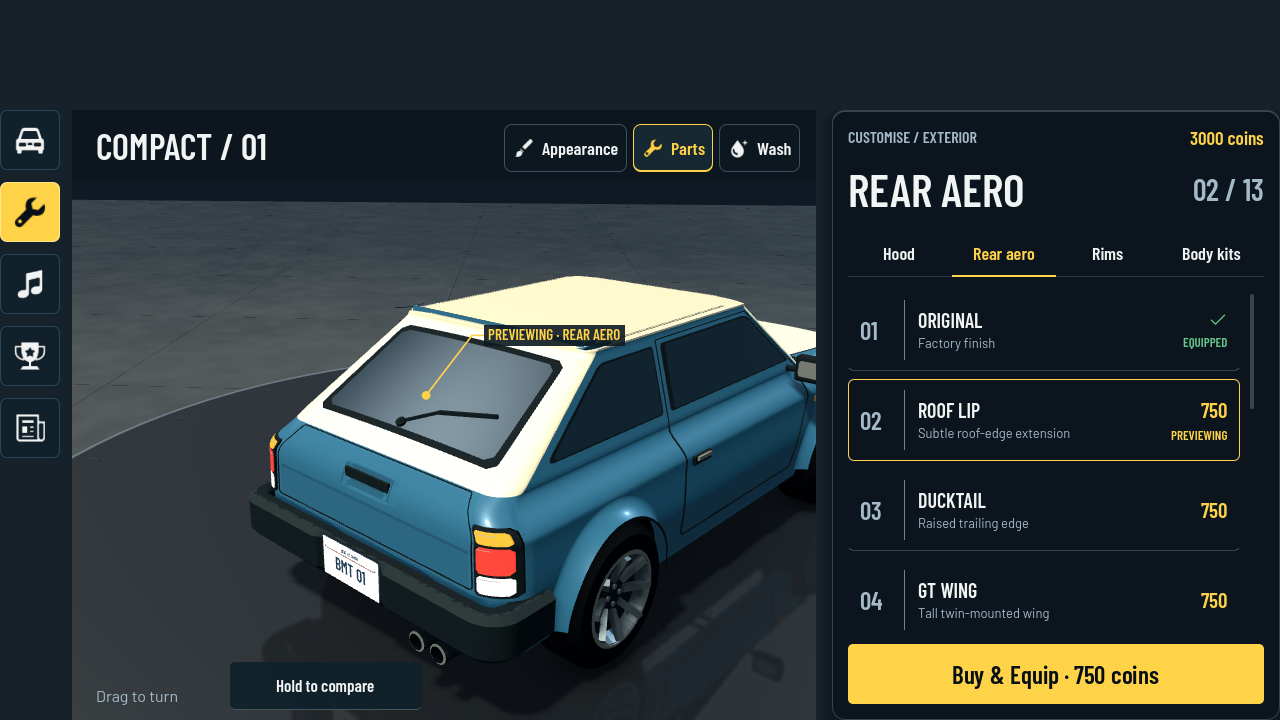 COMPACT / 01
Appearance
Parts
Wash
PREVIEWING · REAR AERO
BMT 01
Drag to turn
Hold to compare
CUSTOMISE / EXTERIOR
3000 coins
REAR AERO
02 / 13
Hood
Rear aero
Rims
Body kits
01
ORIGINAL
Factory finish
EQUIPPED
02
ROOF LIP
Subtle roof-edge extension
750
PREVIEWING
03
DUCKTAIL
Raised trailing edge
750
04
GT WING
Tall twin-mounted wing
750
Buy & Equip · 750 coins